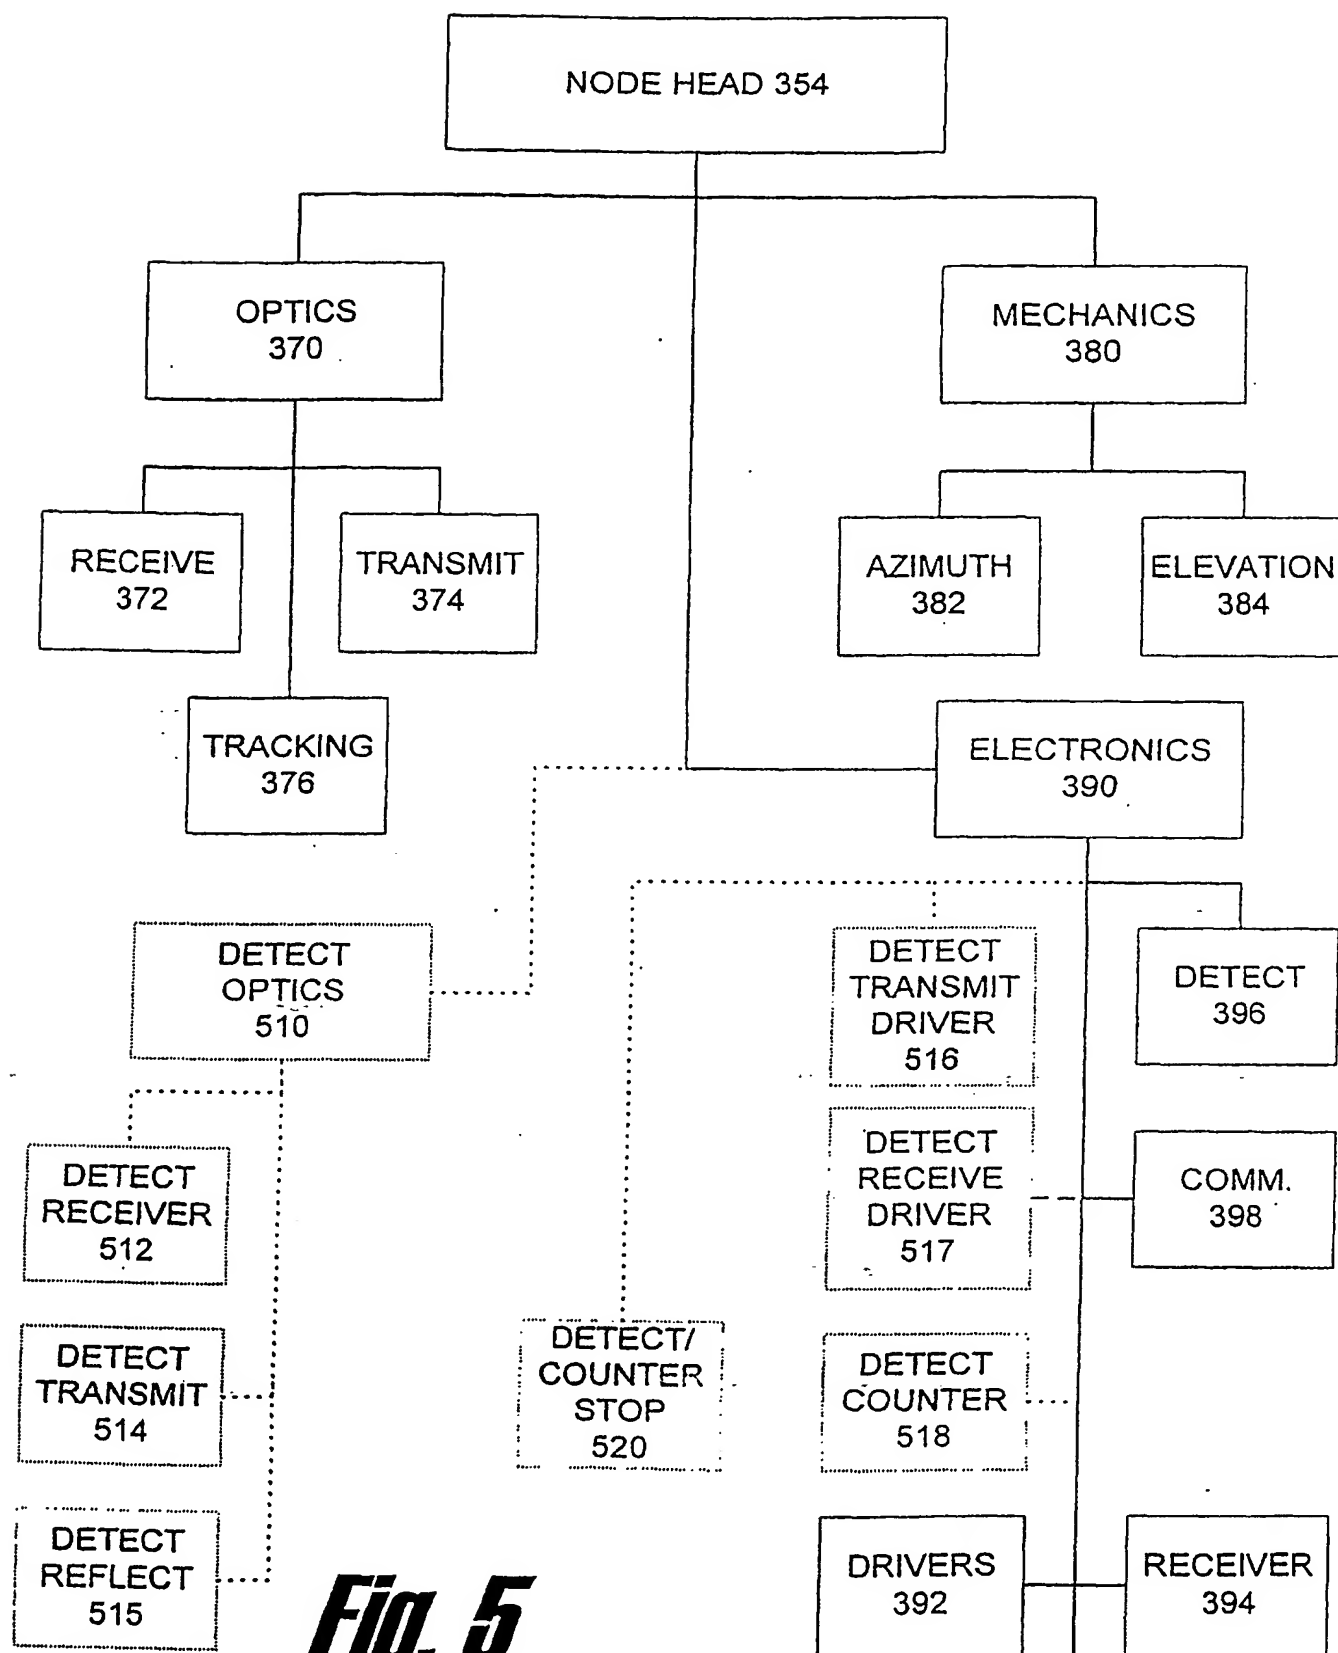 NODE HEAD 354
OPTICS
370
MECHANICS
380
RECEIVE
372
TRANSMIT
374
AZIMUTH
382
ELEVATION
384
TRACKING
376
ELECTRONICS
390
DETECT
OPTICS
510
DETECT
TRANSMIT
DRIVER
516
DETECT
396
DETECT
RECEIVER
512
DETECT
RECEIVE
DRIVER
517
COMM.
398
DETECT
TRANSMIT
514
DETECT/
COUNTER
STOP
520
DETECT
COUNTER
518
DETECT
REFLECT
515
DRIVERS
392
RECEIVER
394
Fig. 5